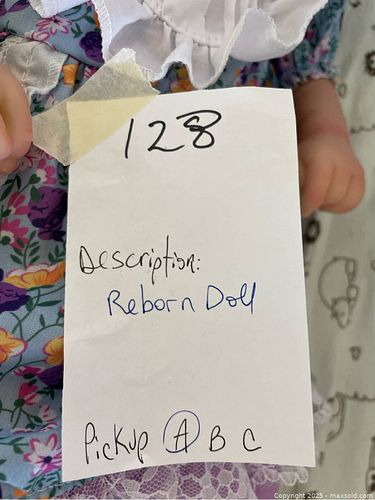 128
Description:
Reborn Doll
Pickup A B C
Copyright 2025 - maxsold.com